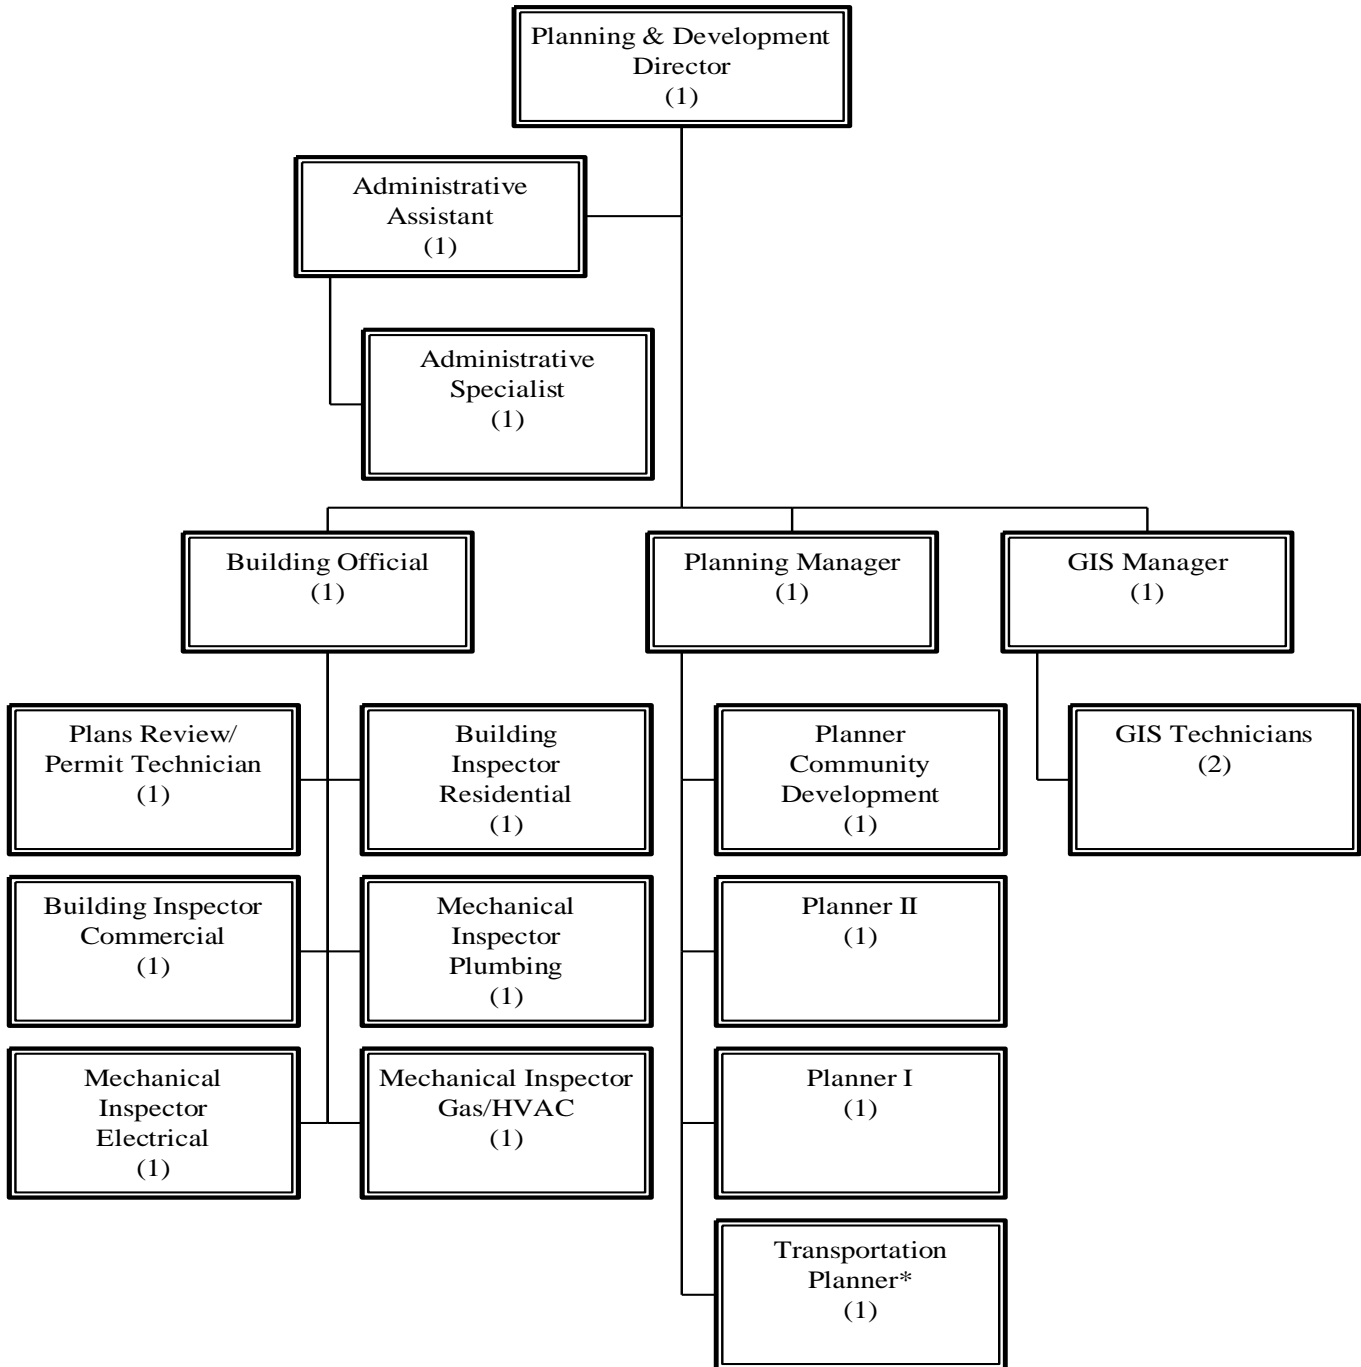 Planning & Development
Director
(1)
Administrative
Assistant
(1)
Administrative
Specialist
(1)
Building Official
(1)
Planning Manager
(1)
GIS Manager
(1)
Plans Review/
Permit Technician
(1)
Building
Inspector
Residential
(1)
Planner
Community
Development
(1)
GIS Technicians
(2)
Building Inspector
Commercial
(1)
Mechanical
Inspector
Plumbing
(1)
Planner II
(1)
Mechanical
Inspector
Electrical
(1)
Mechanical Inspector
Gas/HVAC
(1)
Planner I
(1)
Transportation
Planner*
(1)